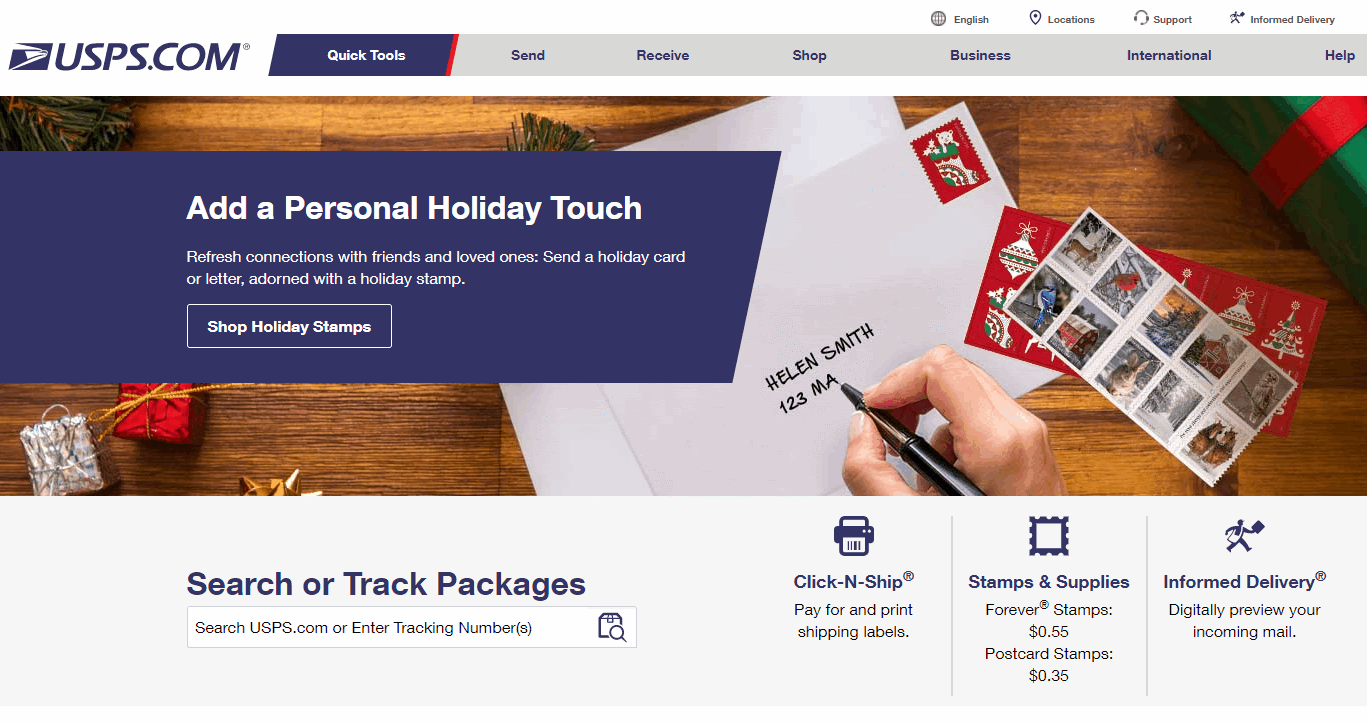 English
Locations
Support
Informed Delivery
USPS.COM®
Quick Tools
Send
Receive
Shop
Business
International
Help
Add a Personal Holiday Touch
Refresh connections with friends and loved ones: Send a holiday card
or letter, adorned with a holiday stamp.
Shop Holiday Stamps
HELEN SMITH
123 MA
Search or Track Packages
Search USPS.com or Enter Tracking Number(s)
Click-N-Ship®
Pay for and print
shipping labels.
Stamps & Supplies
Forever® Stamps:
$0.55
Postcard Stamps:
$0.35
Informed Delivery®
Digitally preview your
incoming mail.